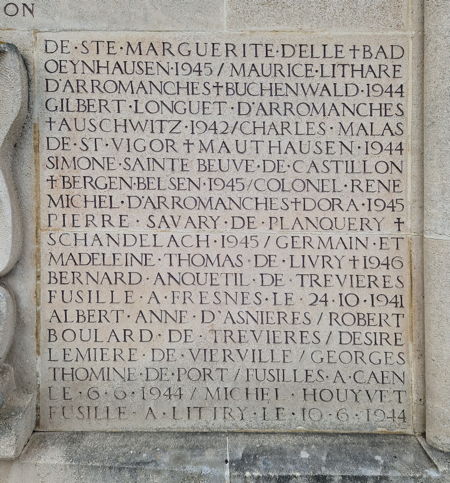 ON
DE·STE·MARGUERITE·DELLE✝BAD
OEYNHAUSEN·1945/MAURICE·LITHARE
D'ARROMANCHES✝BUCHENWALD·1944
GILBERT·LONGUET·D'ARROMANCHES
✝AUSCHWITZ·1942/CHARLES·MALAS
DE·ST·VIGOR✝MAUTHAUSEN·1944
SIMONE·SAINTE BEUVE·DE·CASTILLON
✝BERGEN·BELSEN·1945/COLONEL·RENE
MICHEL·D'ARROMANCHES✝DORA·1945
PIERRE·SAVARY·DE·PLANQUERY✝
SCHANDELACH·1945/GERMAIN·ET
MADELEINE·THOMAS·DE·LIVRY✝1946
BERNARD·ANQUETIL·DE·TREVIERES
FUSILLE·A·FRESNES·LE·24·10·1941
ALBERT·ANNE·D'ASNIERES/ROBERT
BOULARD·DE·TREVIERES/DESIRE
LEMIERE·DE·VIERVILLE/GEORGES
THOMINE·DE·PORT/FUSILLES·A·CAEN
LE·6·6·1944/MICHEL·HOUYVET
FUSILLE·A·LITTRY·LE·10·6·1944